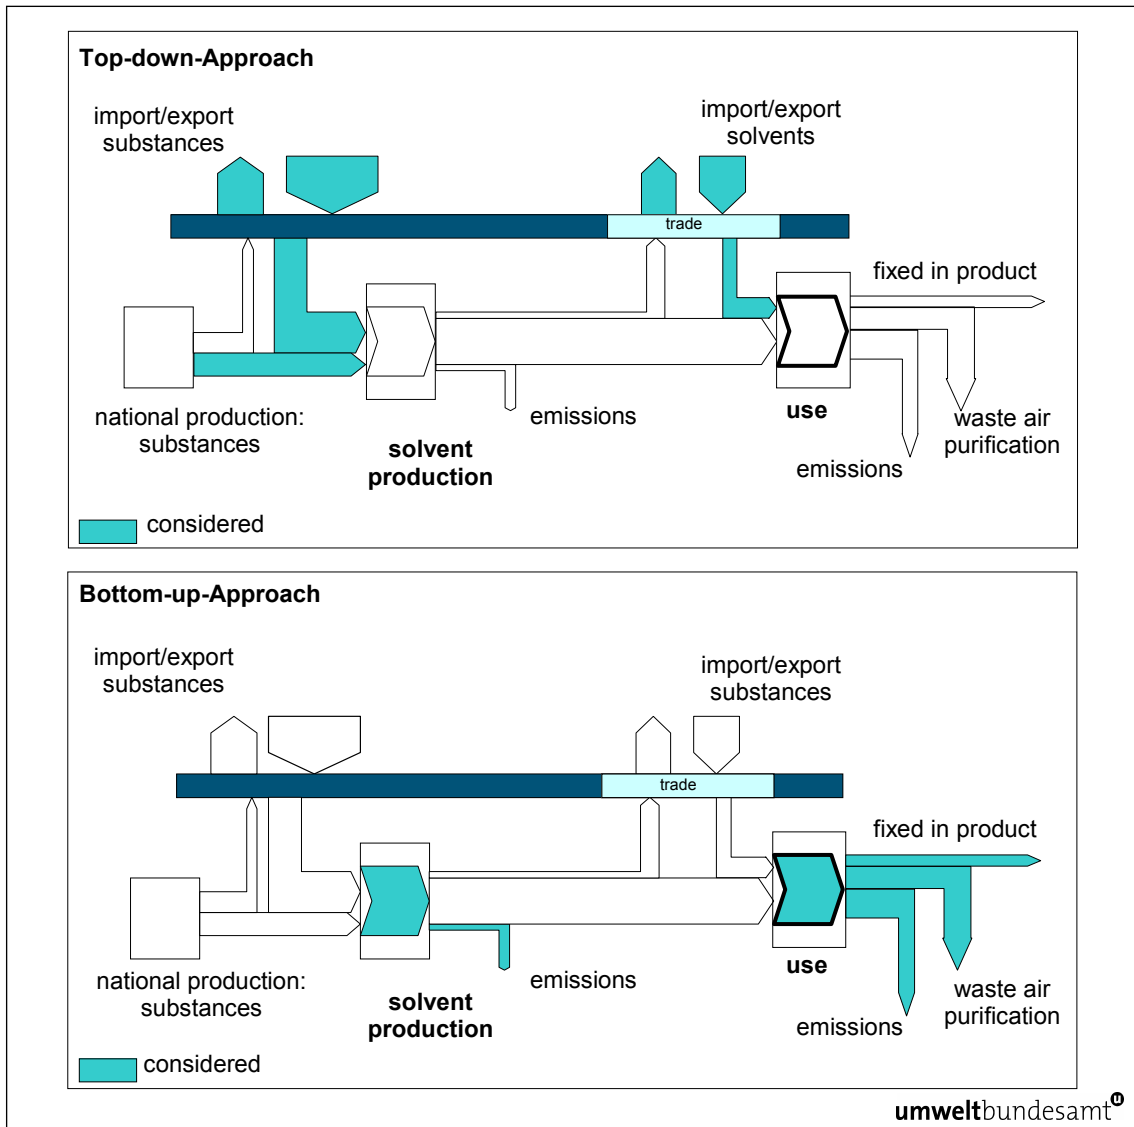 Top-down-Approach
import/export
substances
import/export
solvents
trade
fixed in product
national production:
substances
emissions
use
waste air
purification
solvent
production
emissions
considered
Bottom-up-Approach
import/export
substances
import/export
substances
trade
fixed in product
national production:
substances
emissions
use
waste air
purification
solvent
production
emissions
considered
umweltbundesamt